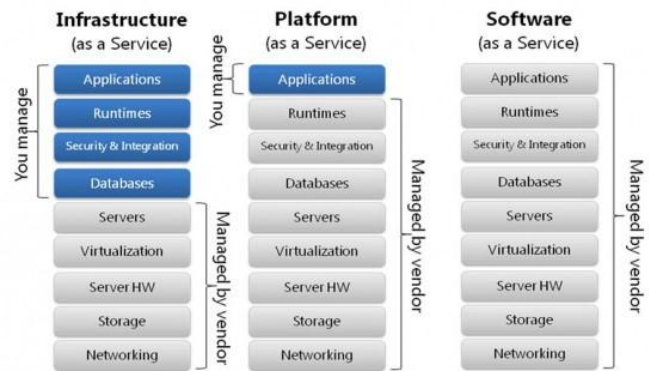 Infrastructure
(as a Service)
You manage
Applications
Runtimes
Security & Integration
Databases
Servers
Virtualization
Server HW
Storage
Networking
Managed by vendor
Platform
(as a Service)
You manage
Applications
Runtimes
Security & Integration
Databases
Servers
Virtualization
Server HW
Storage
Networking
Managed by vendor
Software
(as a Service)
Applications
Runtimes
Security & Integration
Databases
Servers
Virtualization
Server HW
Storage
Networking
Managed by vendor